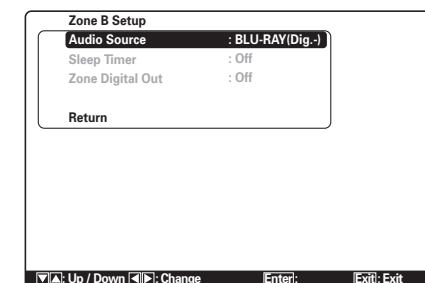 Zone B Setup
Audio Source : BLU-RAY(Dig.-)
Sleep Timer : Off
Zone Digital Out : Off
Return
▼▲: Up / Down ◀▶: Change Enter: Exit: Exit